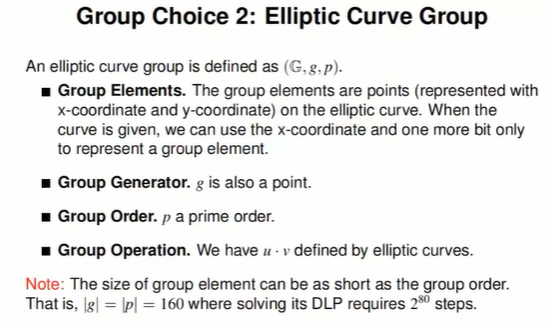 Group Choice 2: Elliptic Curve Group
An elliptic curve group is defined as (𝔾, g, p).
■ Group Elements. The group elements are points (represented with
x-coordinate and y-coordinate) on the elliptic curve. When the
curve is given, we can use the x-coordinate and one more bit only
to represent a group element.
■ Group Generator. g is also a point.
■ Group Order. p a prime order.
■ Group Operation. We have u · v defined by elliptic curves.
Note: The size of group element can be as short as the group order.
That is, |g| = |p| = 160 where solving its DLP requires 2⁸⁰ steps.